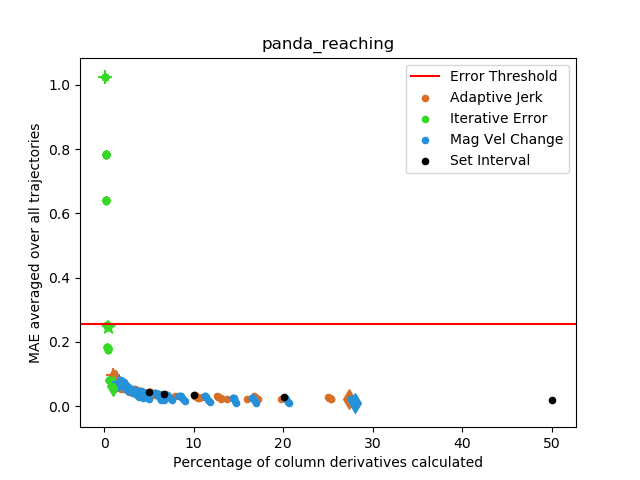 panda_reaching
MAE averaged over all trajectories
1.0
0.8
0.6
0.4
0.2
0.0
Error Threshold
Adaptive Jerk
Iterative Error
Mag Vel Change
Set Interval
0 10 20 30 40 50
Percentage of column derivatives calculated